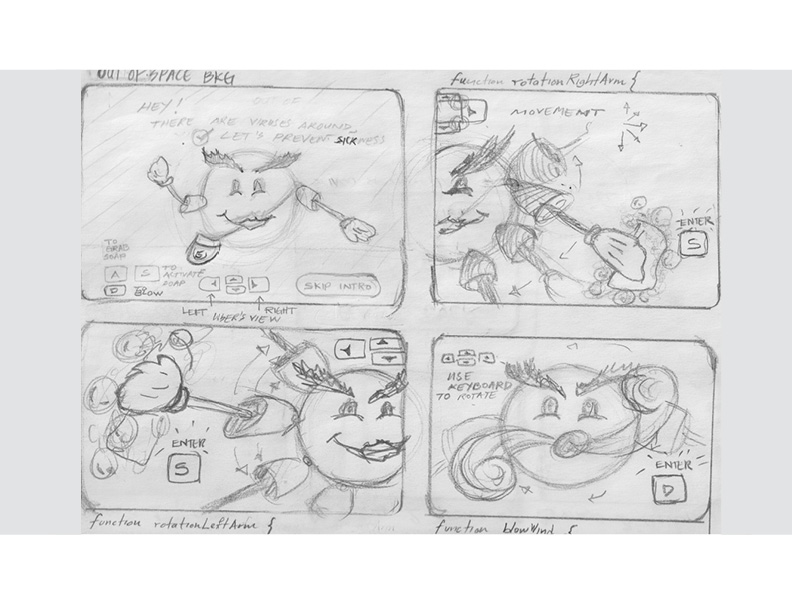 OUT OF SPACE BKG
HEY!
THERE ARE VIRUSES AROUND
LET'S PREVENT SICKNESS
TO
GRAB
SOAP
A
S
TO
ACTIVATE
SOAP
D
TO BLOW
SKIP INTRO
LEFT
RIGHT
USER'S VIEW
S
function rotationRightArm {
MOVEMENT
ENTER
S
ENTER
S
function rotationLeftArm {
USE
KEYBOARD
TO ROTATE
ENTER
D
function blowWind {